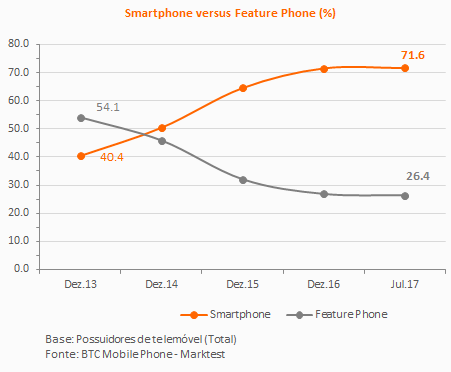 Smartphone versus Feature Phone (%)
80.0
70.0
60.0
50.0
40.0
30.0
20.0
10.0
0.0
71.6
54.1
40.4
26.4
Dez.13 Dez.14 Dez.15 Dez.16 Jul.17
Smartphone Feature Phone
Base: Possuidores de telemóvel (Total)
Fonte: BTC Mobile Phone - Marktest